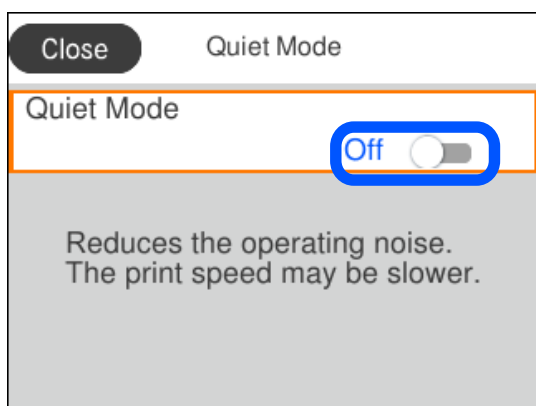 Close Quiet Mode
Quiet Mode
Off
Reduces the operating noise.
The print speed may be slower.